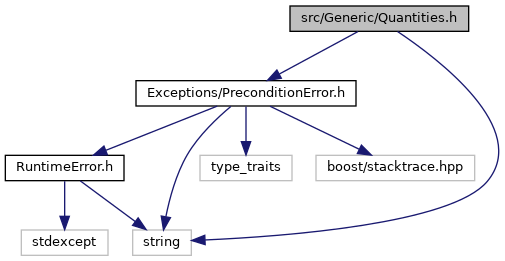 src/Generic/Quantities.h
Exceptions/PreconditionError.h
RuntimeError.h
type_traits
boost/stacktrace.hpp
stdexcept
string